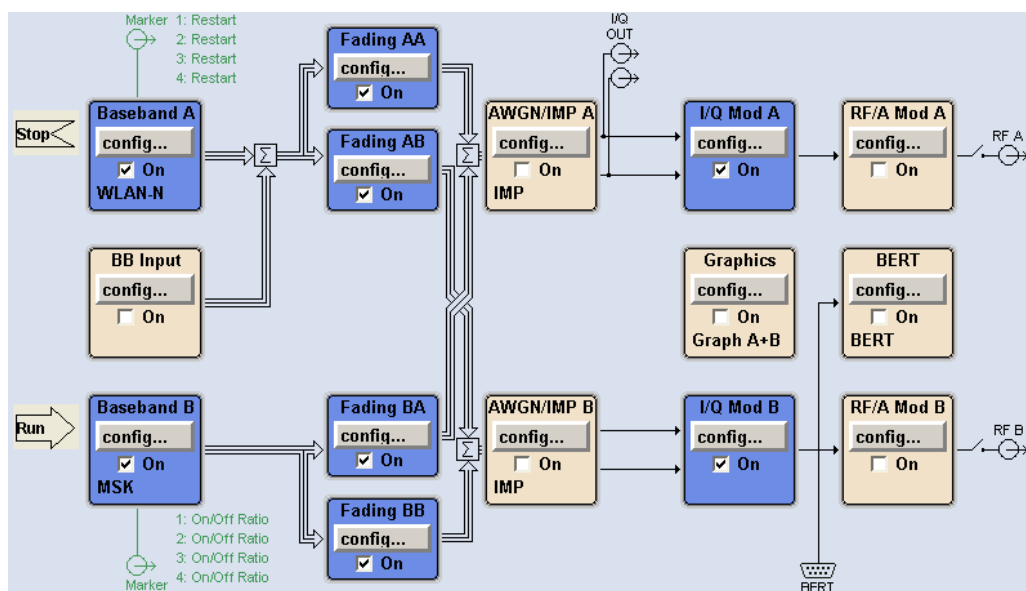 Marker 1: Restart
2: Restart
3: Restart
4: Restart
I/Q
OUT
Fading AA
config...
On
Stop
Baseband A
config...
On
WLAN-N
Σ
Fading AB
config...
On
Σ
AWGN/IMP A
config...
On
IMP
I/Q Mod A
config...
On
RF/A Mod A
config...
On
RF A
BB Input
config...
On
Graphics
config...
On
Graph A+B
BERT
config...
On
BERT
Run
Baseband B
config...
On
MSK
Fading BA
config...
On
Σ
AWGN/IMP B
config...
On
IMP
I/Q Mod B
config...
On
RF/A Mod B
config...
On
RF B
Fading BB
config...
On
1: On/Off Ratio
2: On/Off Ratio
3: On/Off Ratio
Marker 4: On/Off Ratio
BERT